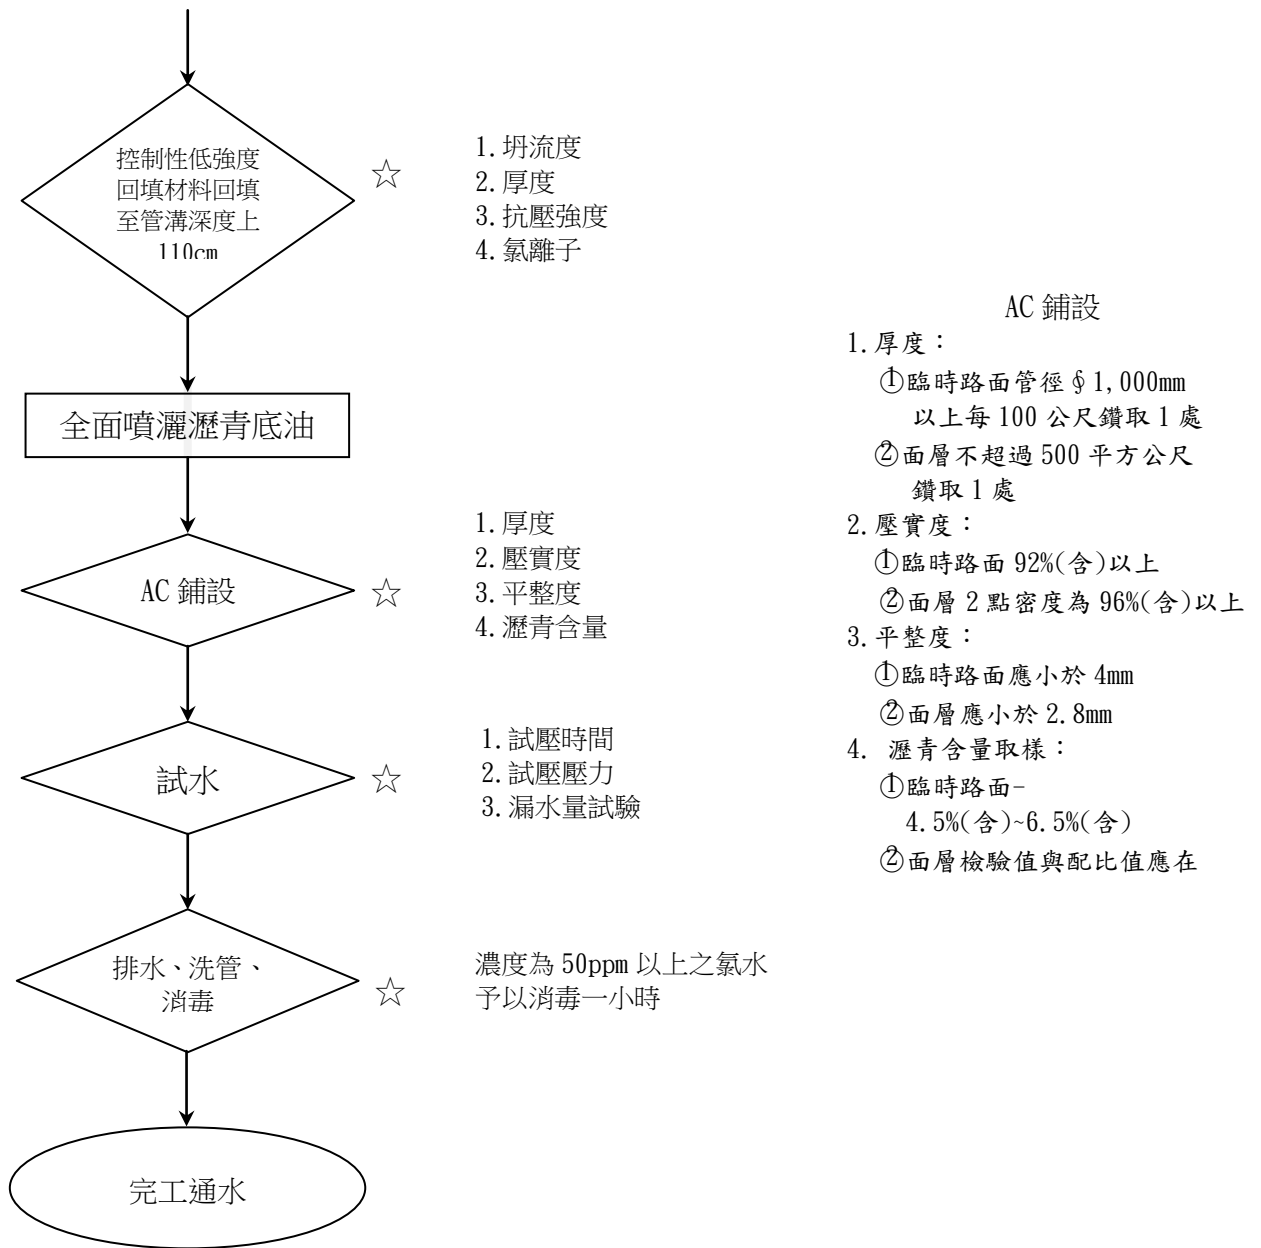 控制性低強度
回填材料回填
至管溝深度上
110cm
☆
1.坍流度
2.厚度
3.抗壓強度
4.氯離子
全面噴灑瀝青底油
AC 鋪設
☆
1.厚度
2.壓實度
3.平整度
4.瀝青含量
試水
☆
1.試壓時間
2.試壓壓力
3.漏水量試驗
排水、洗管、
消毒
☆
濃度為 50ppm 以上之氯水
予以消毒一小時
完工通水
AC 鋪設
1.厚度：
①臨時路面管徑∮1,000mm
以上每 100 公尺鑽取 1 處
②面層不超過 500 平方公尺
鑽取 1 處
2.壓實度：
①臨時路面 92%(含)以上
②面層 2 點密度為 96%(含)以上
3.平整度：
①臨時路面應小於 4mm
②面層應小於 2.8mm
4. 瀝青含量取樣：
①臨時路面-
4.5%(含)~6.5%(含)
②面層檢驗值與配比值應在